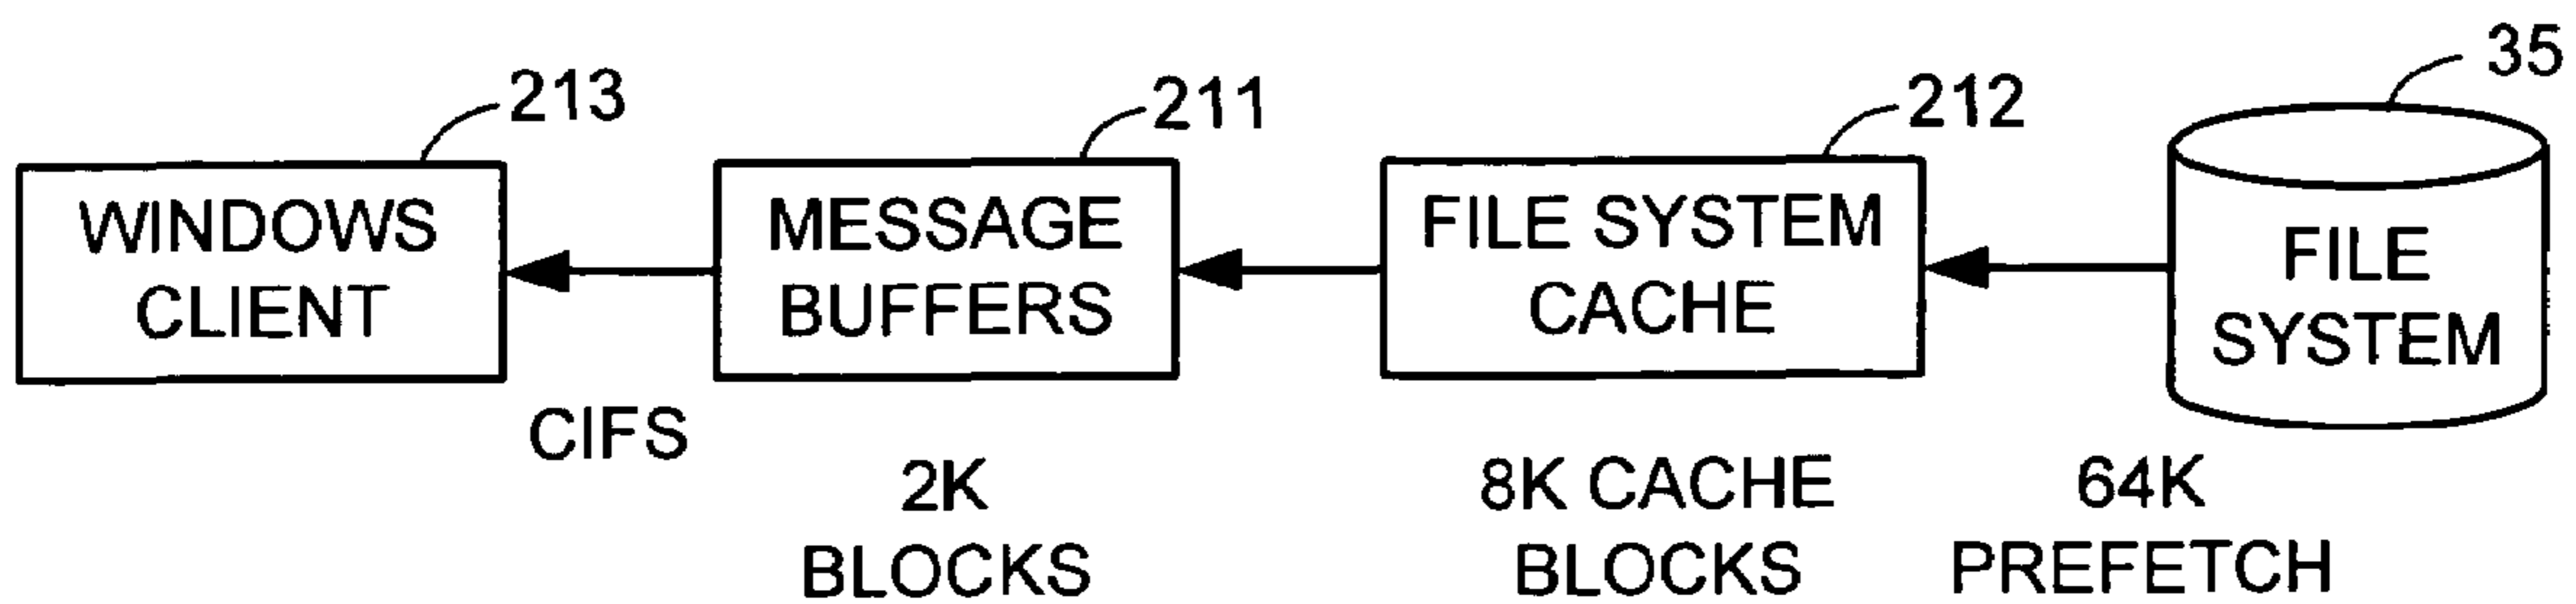 213
211
212
35
WINDOWS
CLIENT
MESSAGE
BUFFERS
FILE SYSTEM
CACHE
FILE
SYSTEM
CIFS
2K
BLOCKS
8K CACHE
BLOCKS
64K
PREFETCH